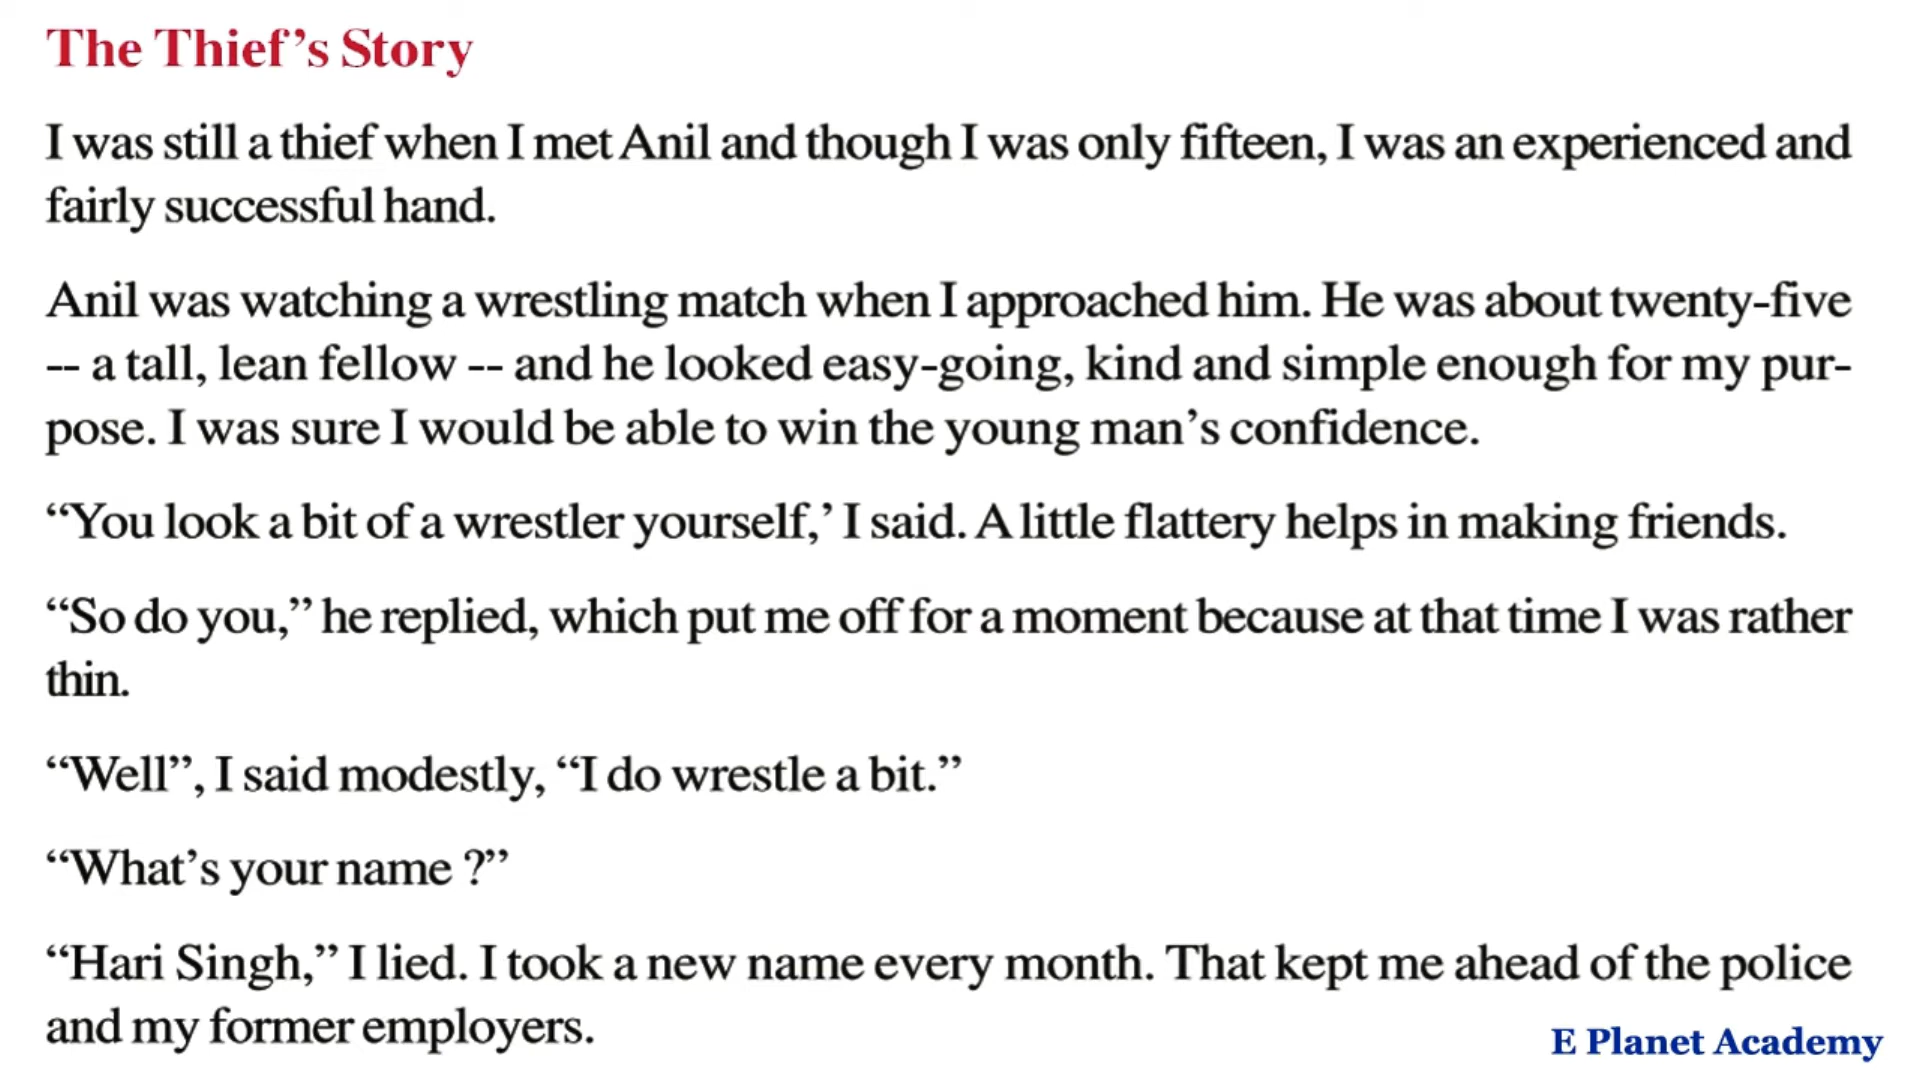 The Thief’s Story
I was still a thief when I met Anil and though I was only fifteen, I was an experienced and
fairly successful hand.
Anil was watching a wrestling match when I approached him. He was about twenty-five
-- a tall, lean fellow -- and he looked easy-going, kind and simple enough for my pur-
pose. I was sure I would be able to win the young man’s confidence.
“You look a bit of a wrestler yourself,’ I said. A little flattery helps in making friends.
“So do you,” he replied, which put me off for a moment because at that time I was rather
thin.
“Well”, I said modestly, “I do wrestle a bit.”
“What’s your name ?”
“Hari Singh,” I lied. I took a new name every month. That kept me ahead of the police
and my former employers.
E Planet Academy